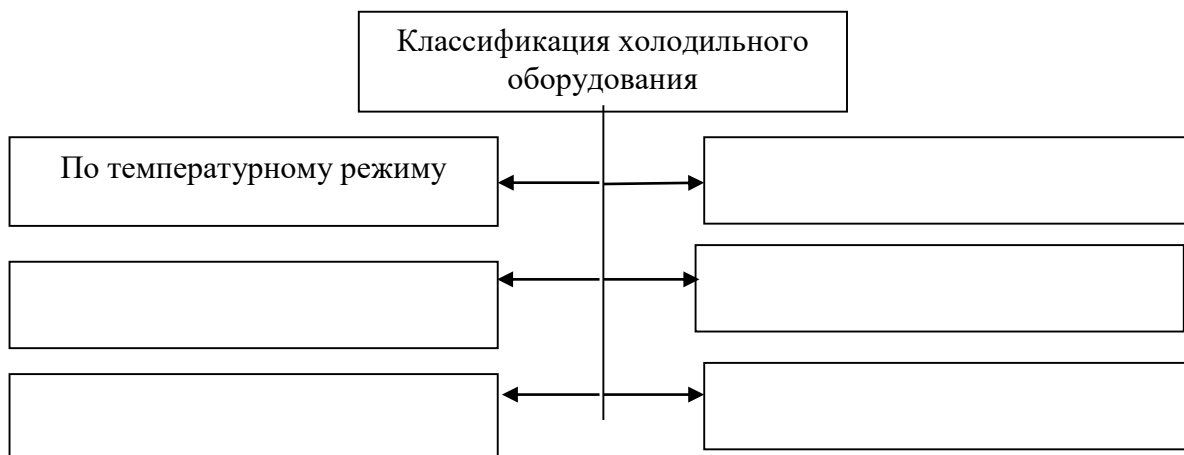 Классификация холодильного
оборудования
По температурному режиму